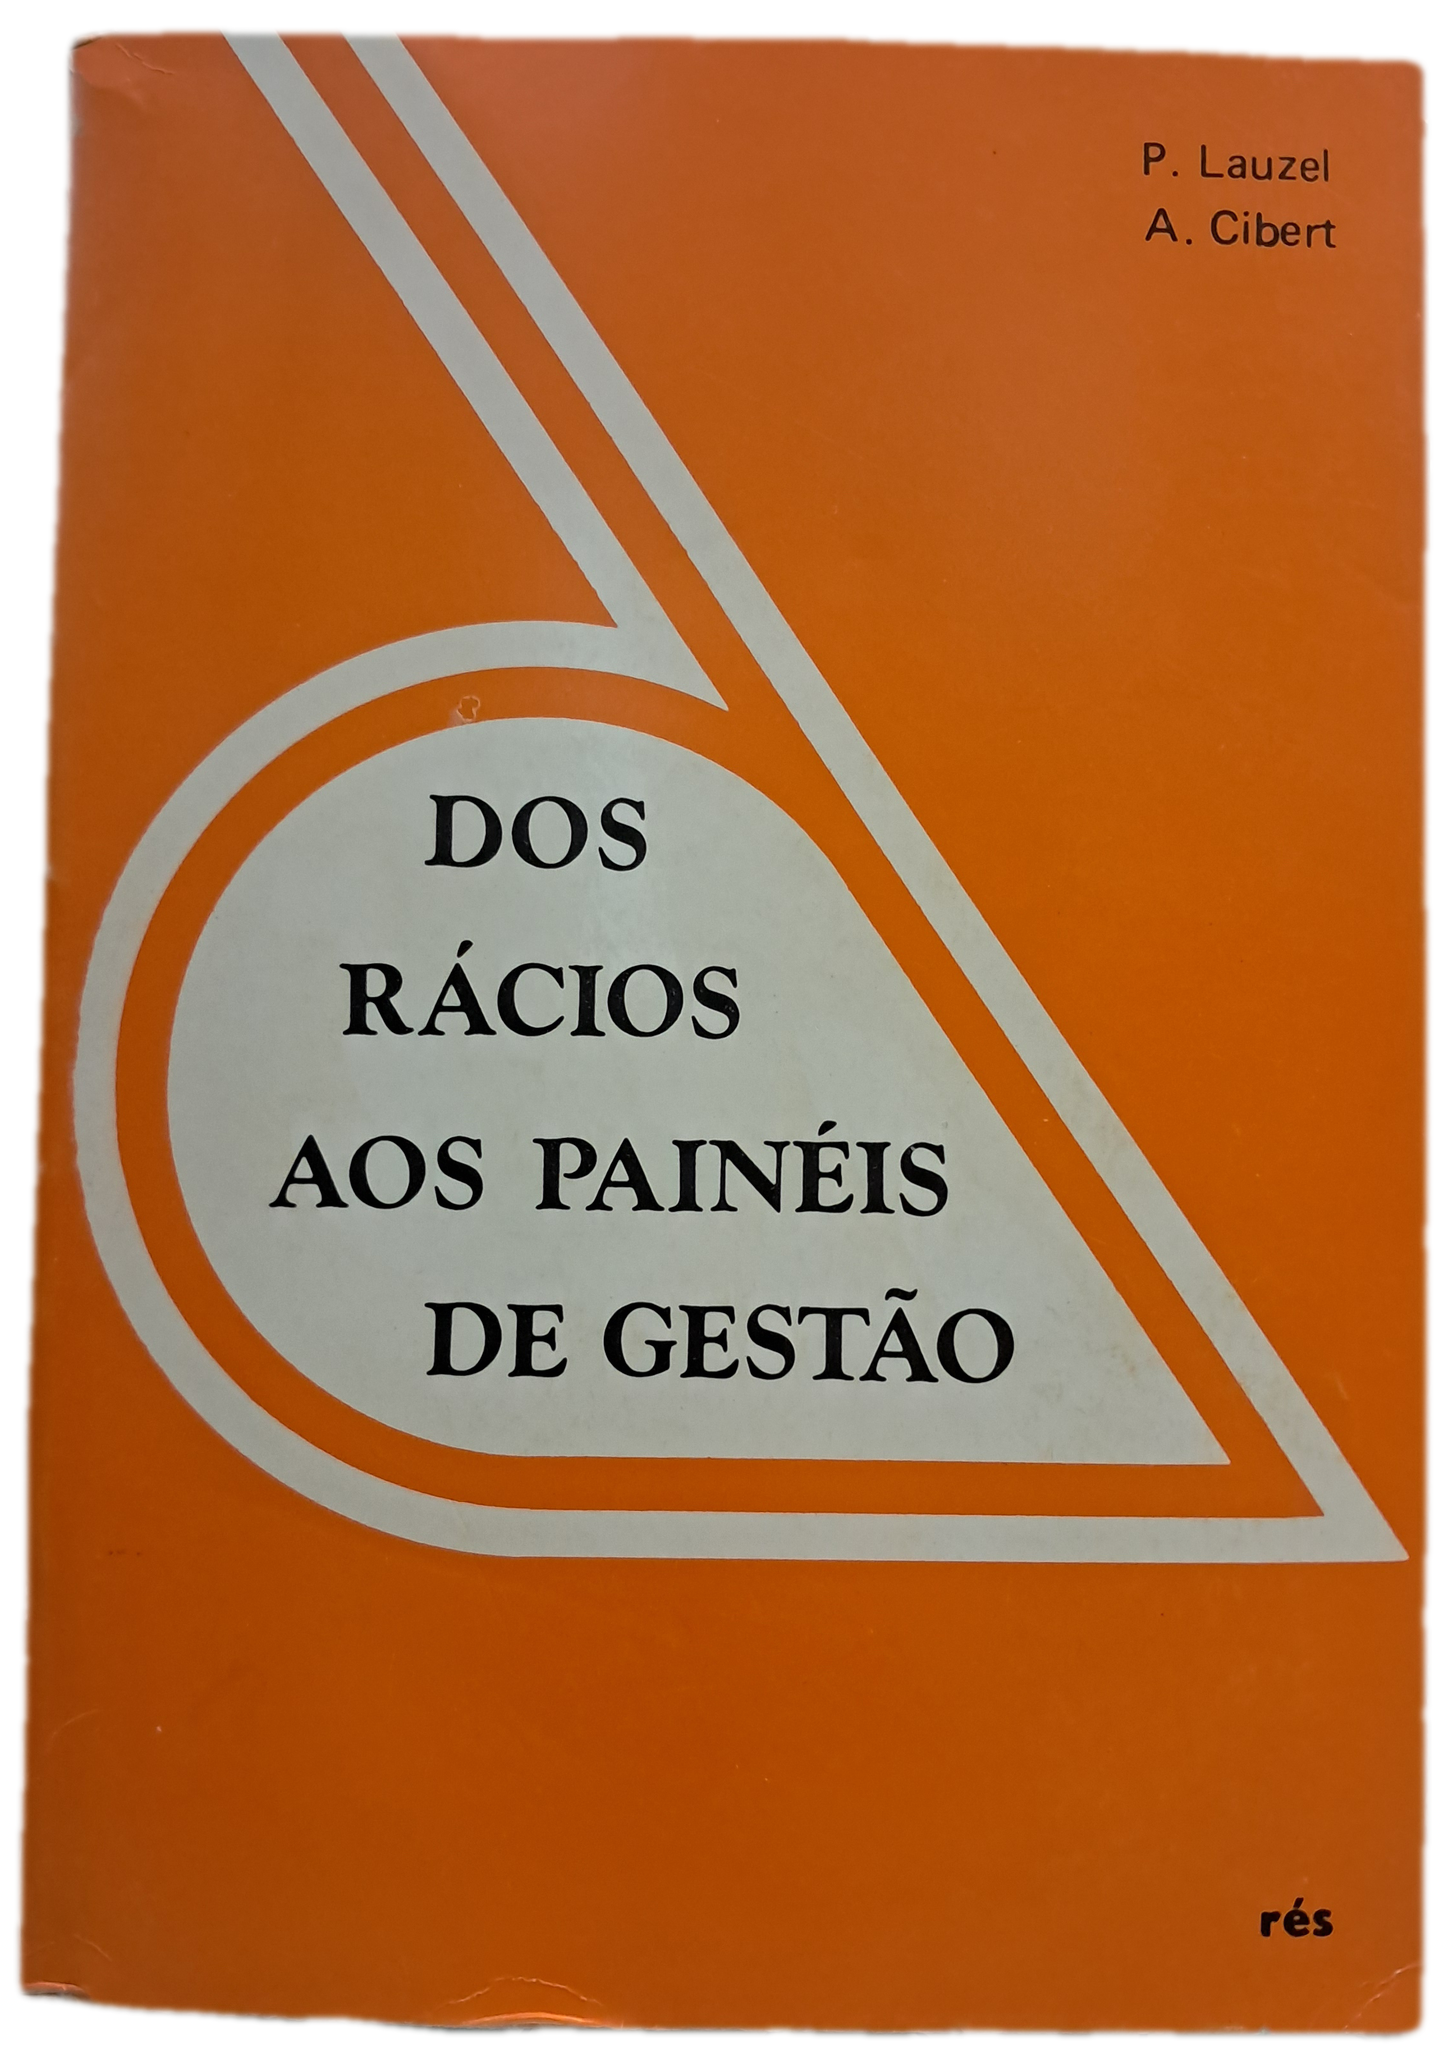 P. Lauzel
A. Cibert
DOS
RÁCIOS
AOS PAINÉIS
DE GESTÃO
rés